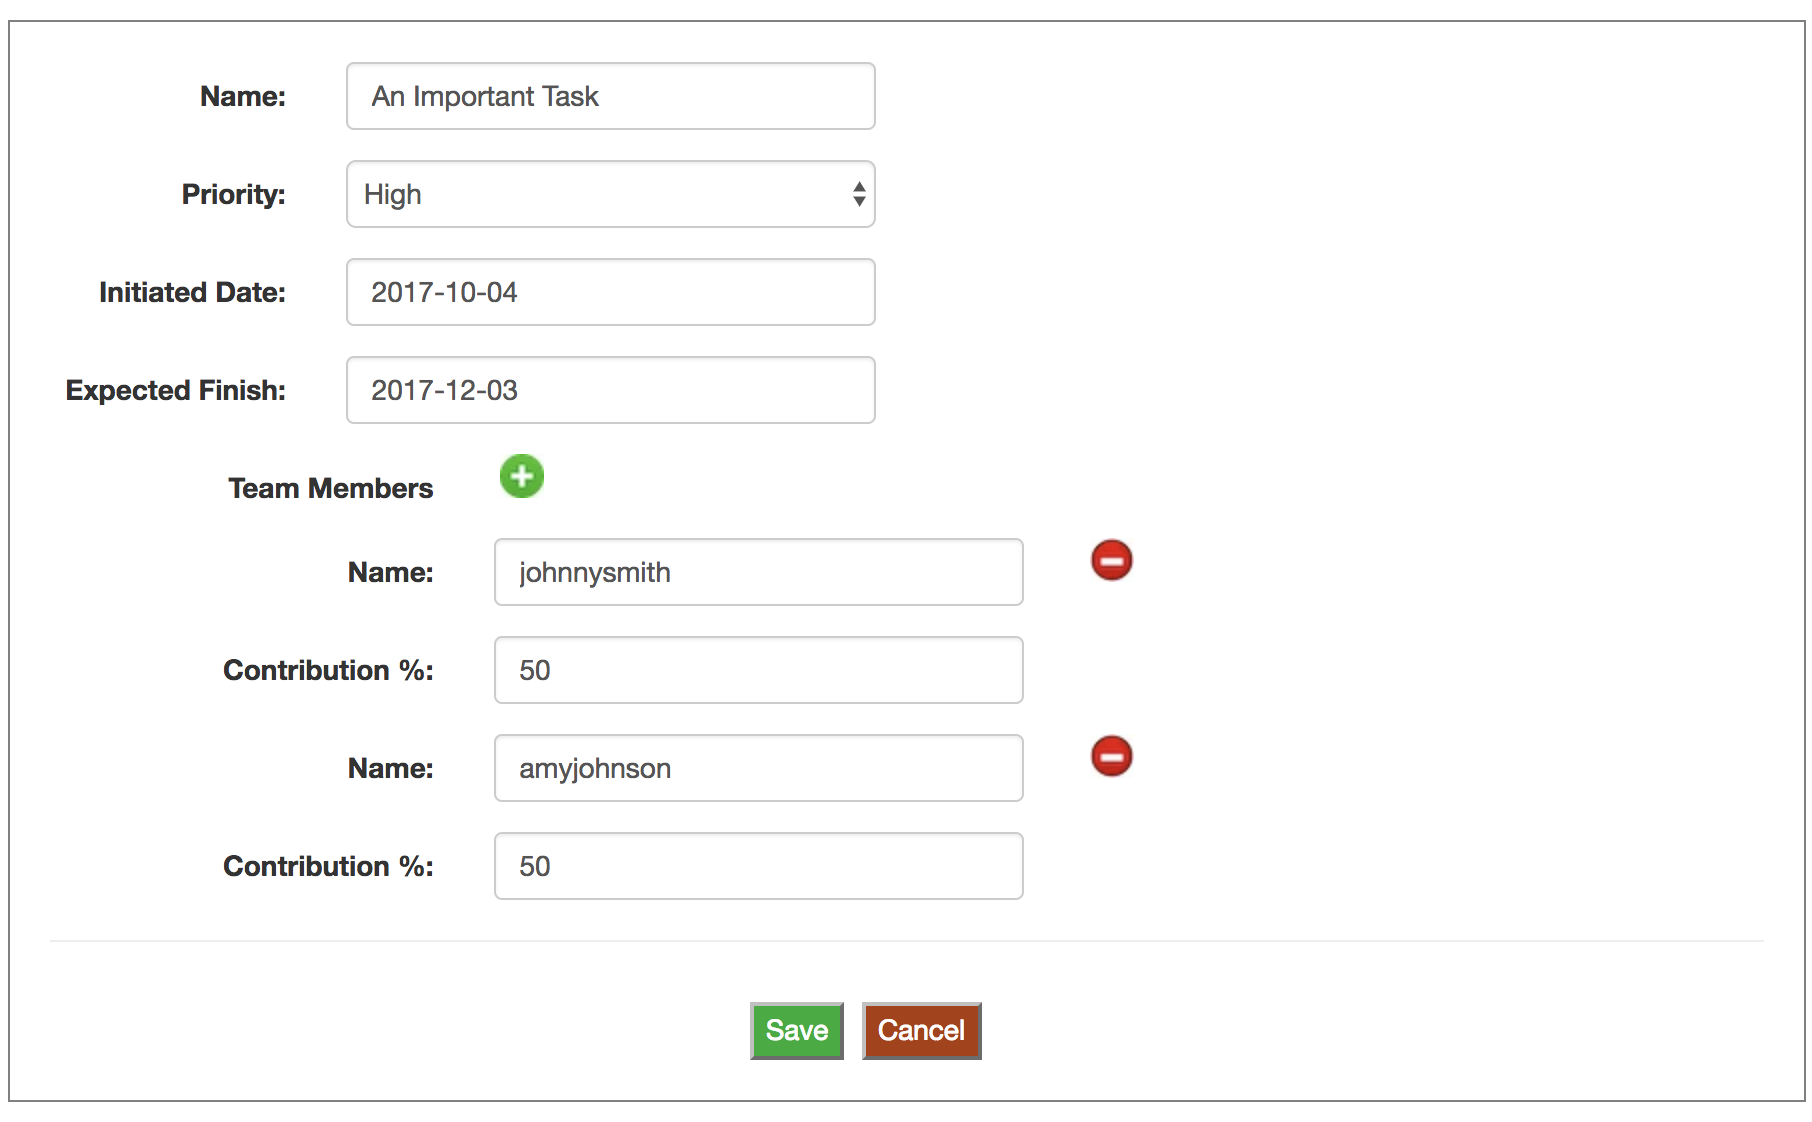 Name: An Important Task
Priority: High
Initiated Date: 2017-10-04
Expected Finish: 2017-12-03
Team Members
Name: johnnysmith
Contribution %: 50
Name: amyjohnson
Contribution %: 50
Save Cancel